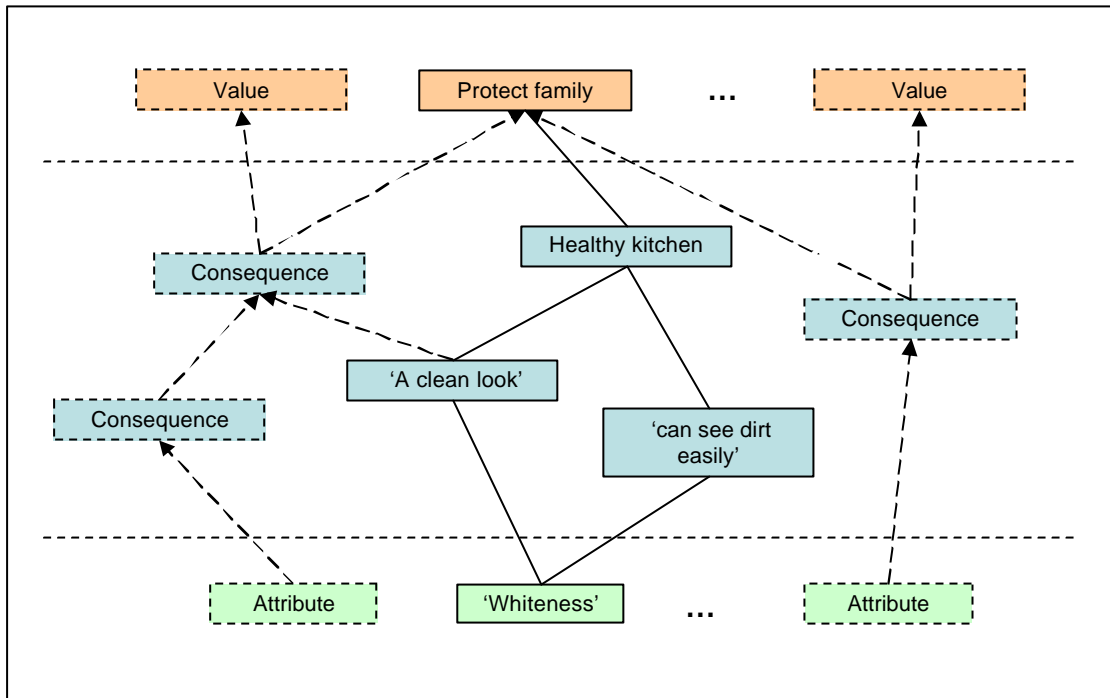 Value
Protect family
...
Value
Healthy kitchen
Consequence
Consequence
‘A clean look’
Consequence
‘can see dirt
easily’
Attribute
‘Whiteness’
...
Attribute